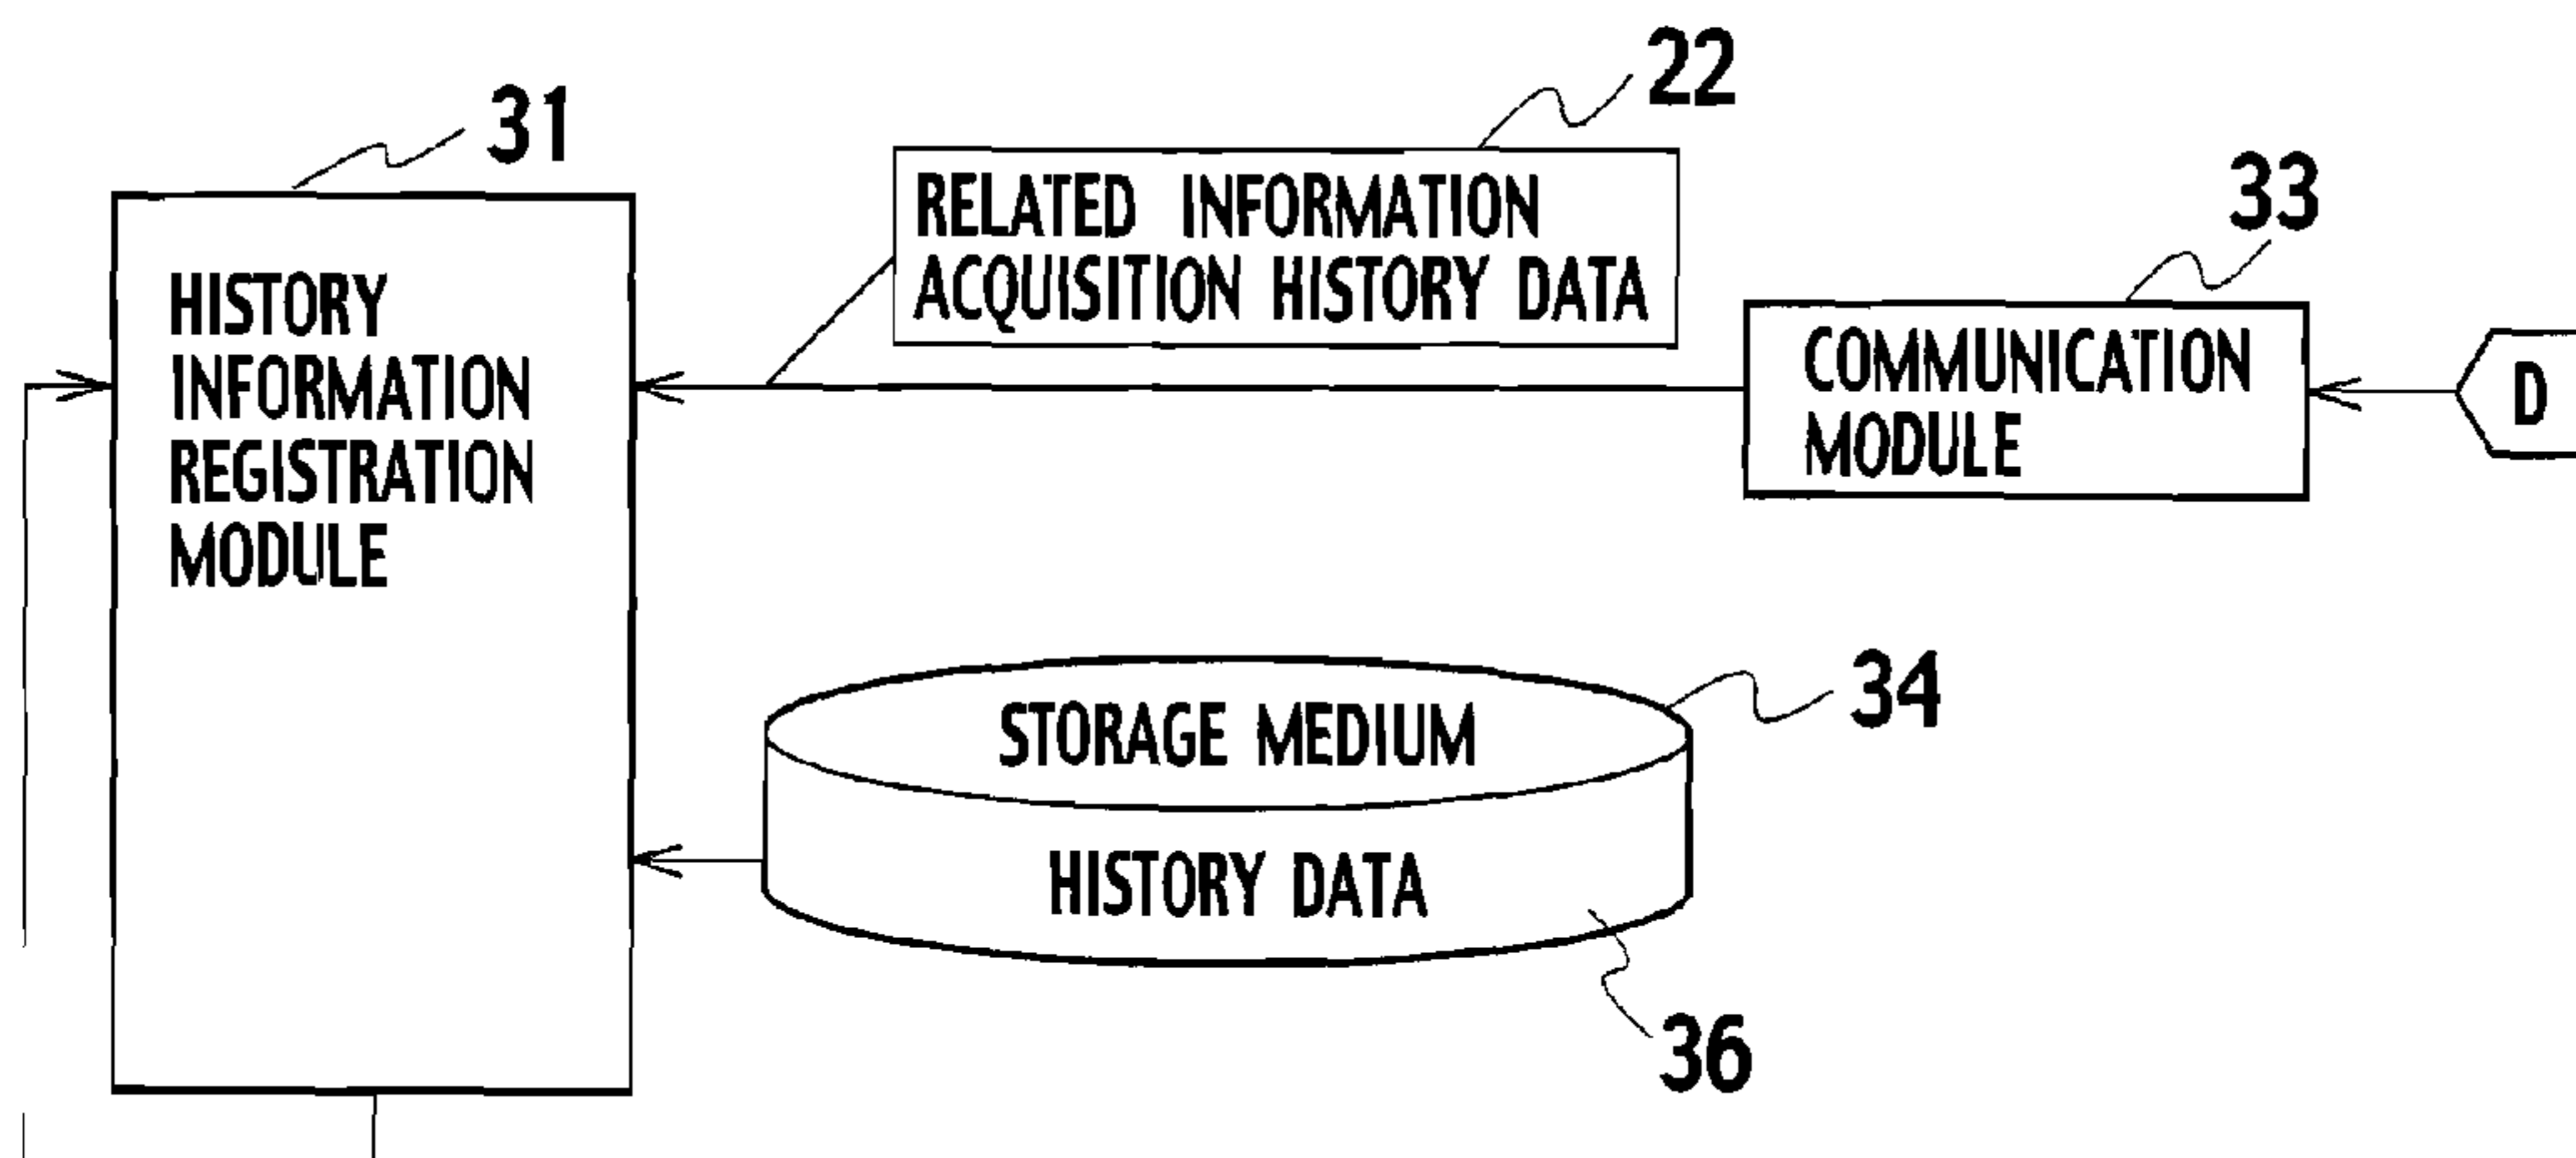 31
HISTORY
INFORMATION
REGISTRATION
MODULE
22
RELATED INFORMATION
ACQUISITION HISTORY DATA
33
COMMUNICATION
MODULE
D
34
STORAGE MEDIUM
HISTORY DATA
36